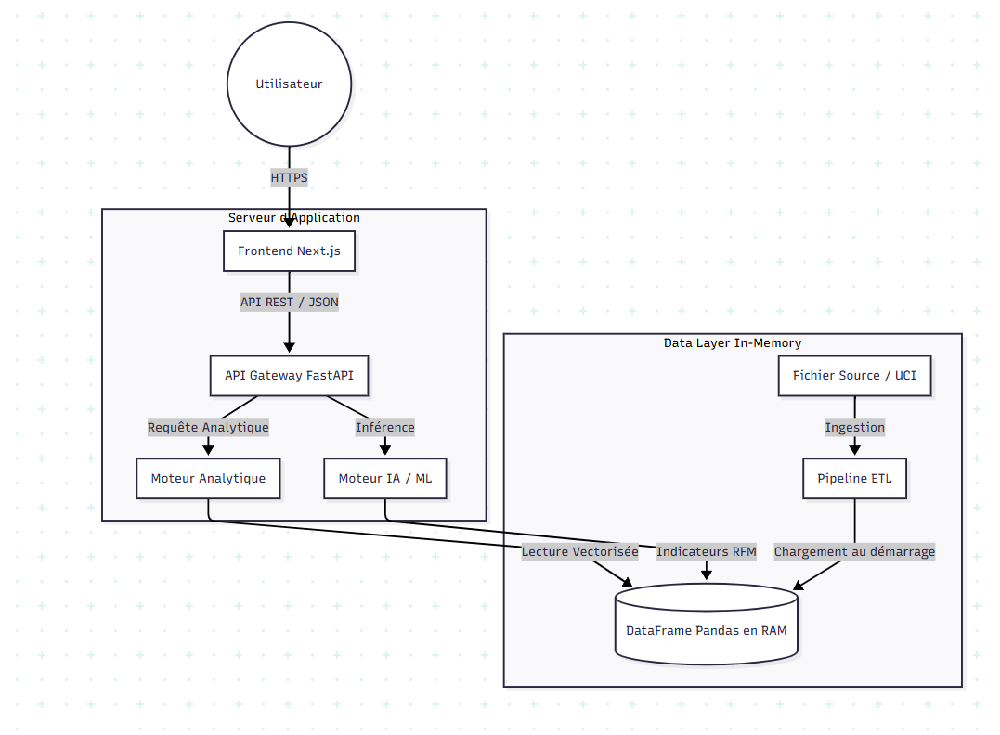 Utilisateur
HTTPS
Serveur d'Application
Frontend Next.js
API REST / JSON
API Gateway FastAPI
Requête Analytique
Inférence
Moteur Analytique
Moteur IA / ML
Data Layer In-Memory
Fichier Source / UCI
Ingestion
Pipeline ETL
Lecture Vectorisée
Indicateurs RFM
Chargement au démarrage
DataFrame Pandas en RAM